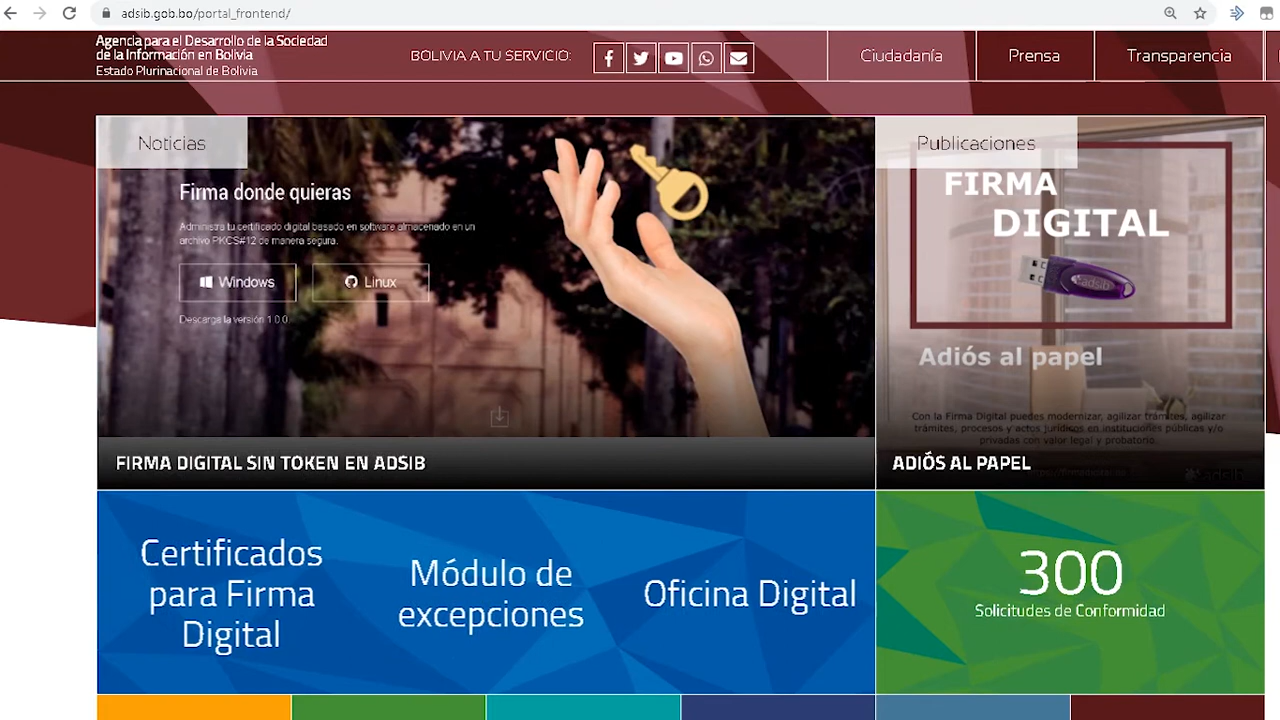 adsib.gob.bo/portal_frontend/
Agencia para el Desarrollo de la Sociedad
de la Información en Bolivia
Estado Plurinacional de Bolivia
BOLIVIA A TU SERVICIO:
Ciudadanía
Prensa
Transparencia
Noticias
Firma donde quieras
Administra tu certificado digital basado en software almacenado en un
archivo PKCS#12 de manera segura.
Windows
Linux
Descarga la versión 1.0.0
FIRMA DIGITAL SIN TOKEN EN ADSIB
Publicaciones
FIRMA
DIGITAL
adsib
Adiós al papel
Con la Firma Digital puedes modernizar, agilizar trámites, agilizar
trámites, procesos y actos jurídicos en instituciones públicas y/o
privadas con valor legal y probatorio.
ADIÓS AL PAPEL
adsib
Certificados
para Firma
Digital
Módulo de
excepciones
Oficina Digital
300
Solicitudes de Conformidad